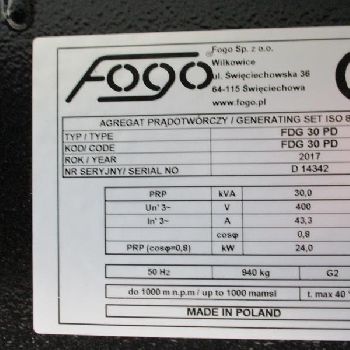 Fogo
Fogo Sp. z o.o.
Wilkowice
ul. Święciechowska 36
64-115 Święciechowa
www.fogo.pl
AGREGAT PRĄDOTWÓRCZY / GENERATING SET ISO 8
TYP / TYPE FDG 30 PD
KOD/ CODE FDG 30 PD
ROK / YEAR 2017
NR SERYJNY/ SERIAL NO D 14342
PRP kVA 30,0
Un' 3~ V 400
In' 3~ A 43,3
cosφ 0,8
PRP (cosφ=0,8) kW 24,0
50 Hz 940 kg G2
do 1000 m n.p.m / up to 1000 mamsl t. max 40 °
MADE IN POLAND